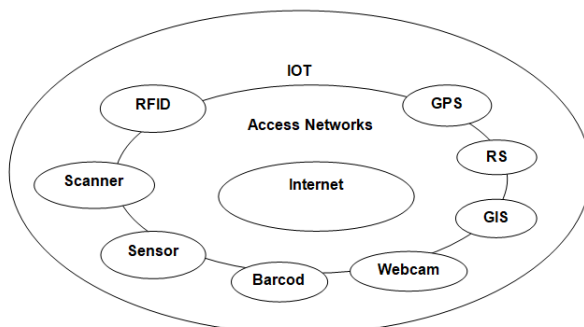 IOT
RFID
GPS
Access Networks
RS
Scanner
Internet
GIS
Sensor
Webcam
Barcod